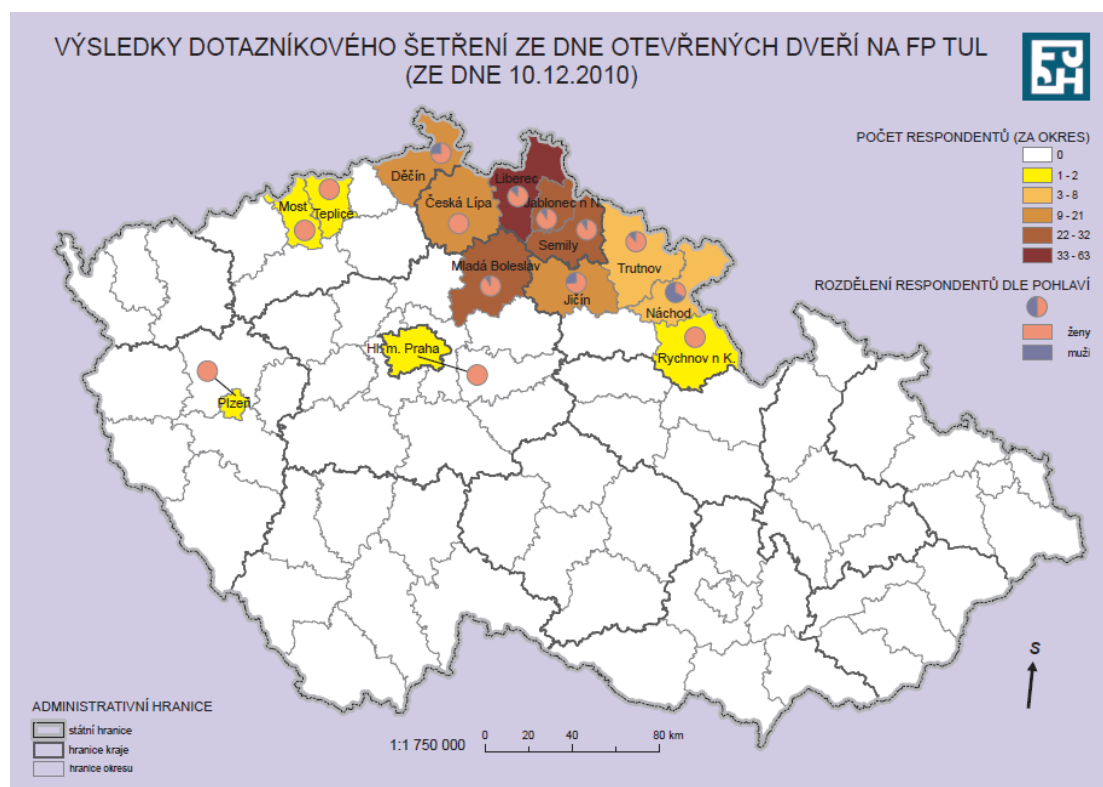 VÝSLEDKY DOTAZNÍKOVÉHO ŠETŘENÍ ZE DNE OTEVŘENÝCH DVEŘÍ NA FP TUL
(ZE DNE 10.12.2010)
POČET RESPONDENTŮ (ZA OKRES)
0
1 - 2
3 - 8
9 - 21
22 - 32
33 - 63
ROZDĚLENÍ RESPONDENTŮ DLE POHLAVÍ
ženy
muži
Děčín
Liberec
Most
Teplice
Česká Lípa
Jablonec n N.
Semily
Mladá Boleslav
Trutnov
Jičín
Náchod
Hl. m. Praha
Rychnov n K.
Plzeň
S
ADMINISTRATIVNÍ HRANICE
státní hranice
hranice kraje
hranice okresu
1:1 750 000
0 20 40 80 km